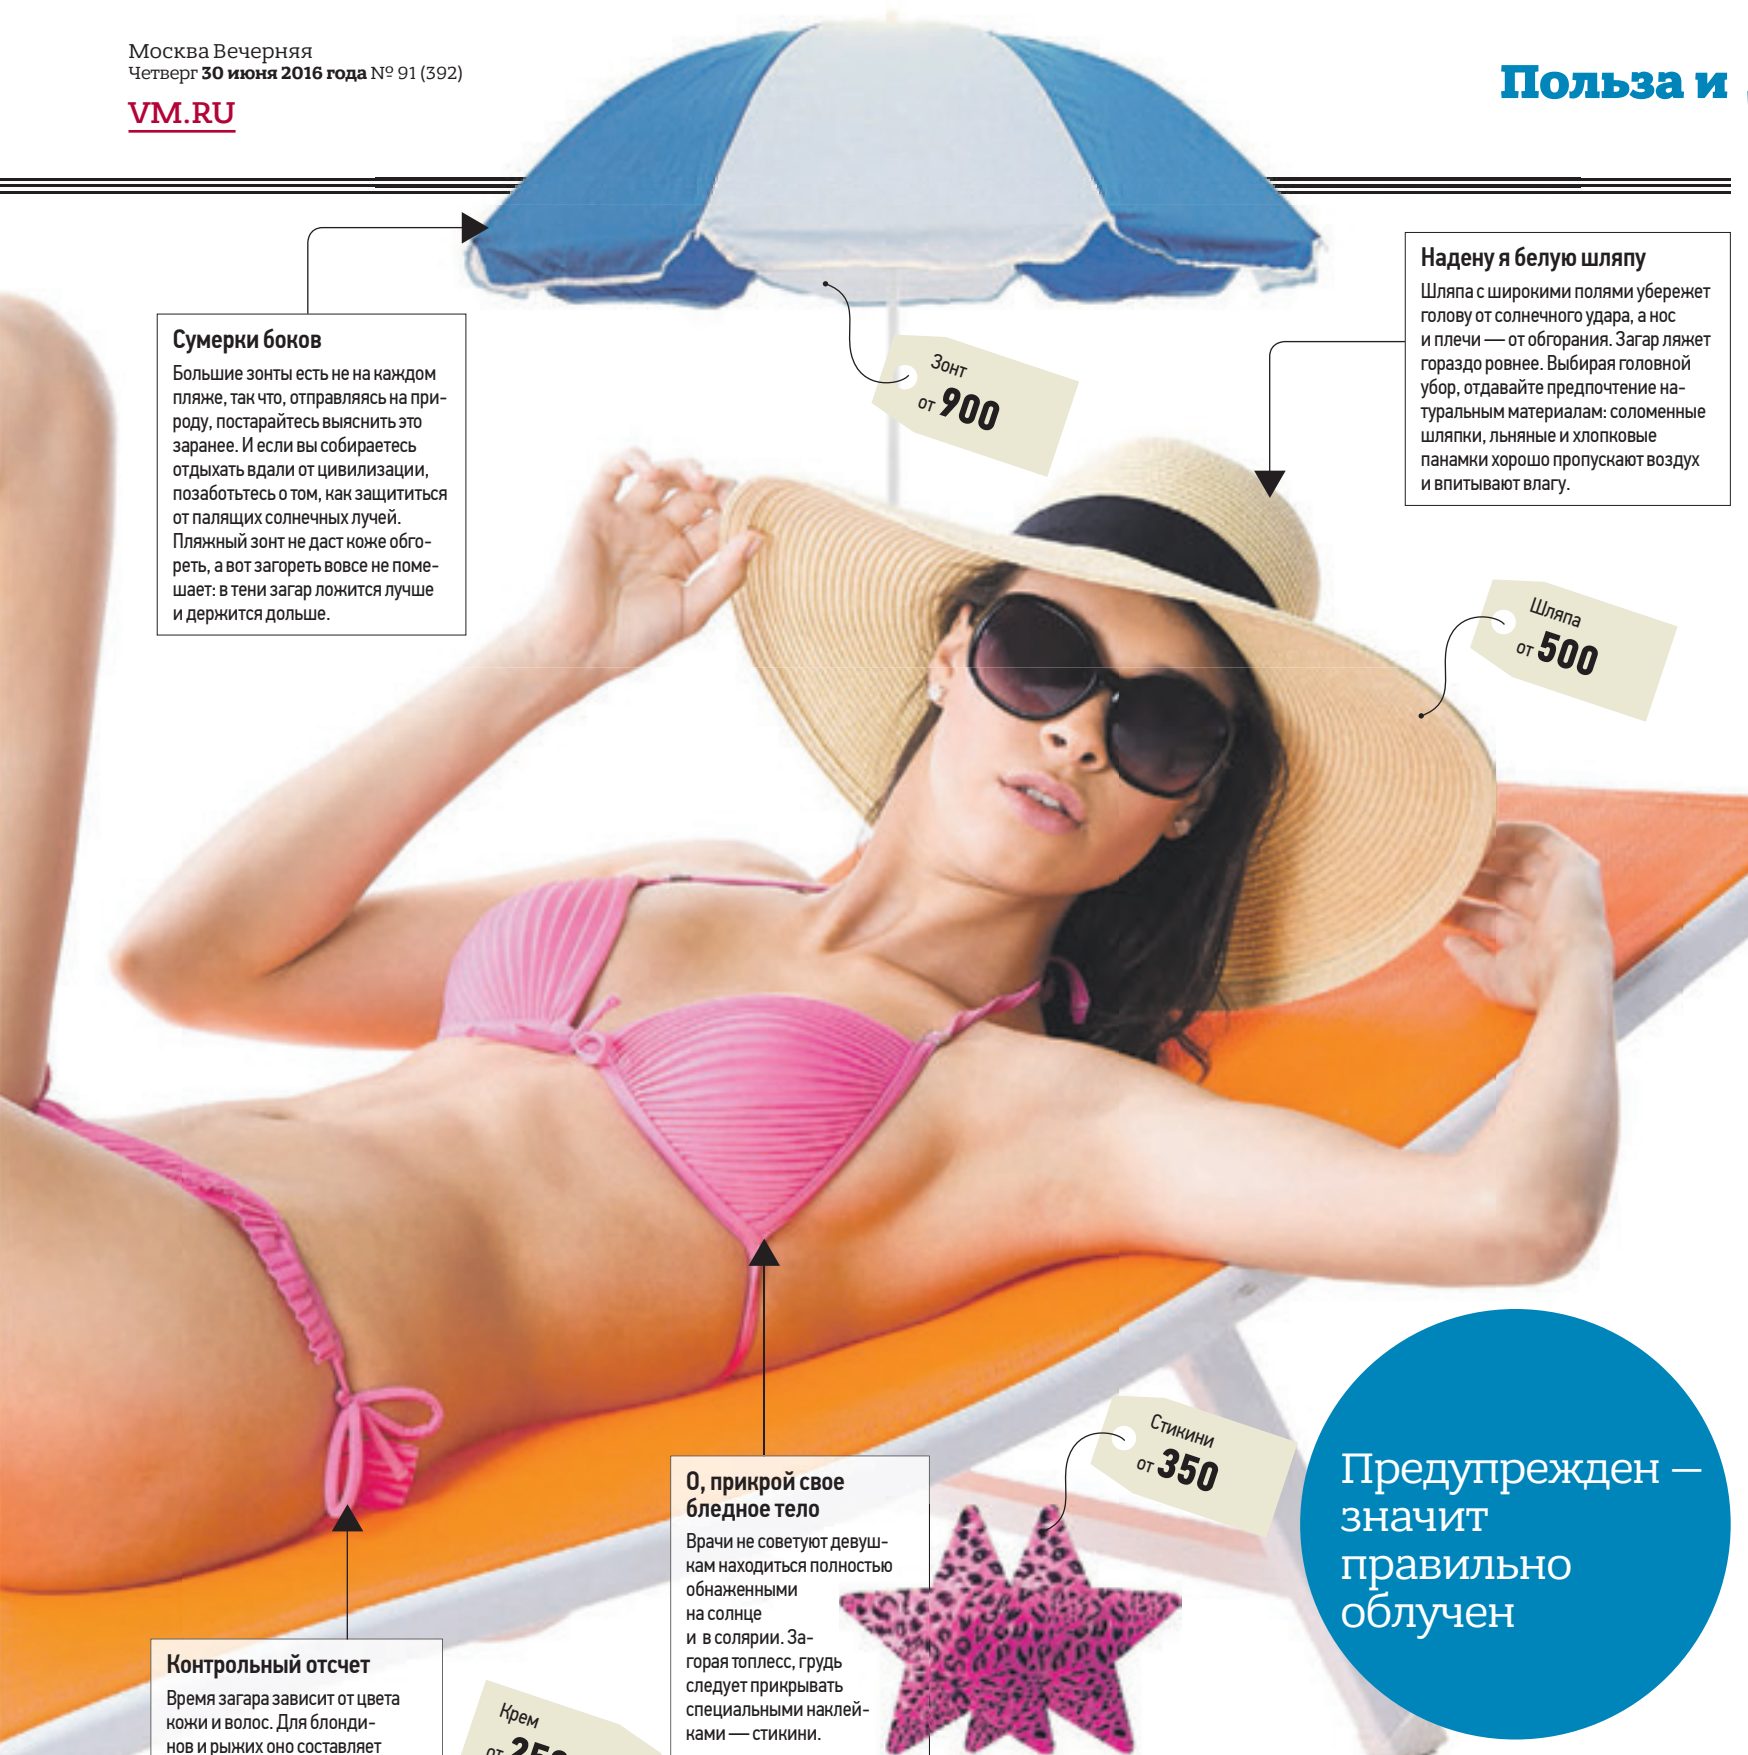 Москва Вечерняя
Четверг 30 июня 2016 года № 91 (392)
VM.RU
Польза и
Сумерки боков
Большие зонты есть не на каждом
пляже, так что, отправляясь на при-
роду, постарайтесь выяснить это
заранее. И если вы собираетесь
отдыхать вдали от цивилизации,
позаботьтесь о том, как защититься
от палящих солнечных лучей.
Пляжный зонт не даст коже обго-
реть, а вот загореть вовсе не поме-
шает: в тени загар ложится лучше
и держится дольше.
Зонт
от 900
Надену я белую шляпу
Шляпа с широкими полями убережет
голову от солнечного удара, а нос
и плечи — от обгорания. Загар ляжет
гораздо ровнее. Выбирая головной
убор, отдавайте предпочтение на-
туральным материалам: соломенные
шляпки, льняные и хлопковые
панамки хорошо пропускают воздух
и впитывают влагу.
Шляпа
от 500
Контрольный отсчет
Время загара зависит от цвета
кожи и волос. Для блонди-
нов и рыжих оно составляет
Крем
от 250
О, прикрой свое
бледное тело
Врачи не советуют девуш-
кам находиться полностью
обнаженными
на солнце
и в солярии. За-
горая топлесс, грудь
следует прикрывать
специальными наклей-
ками — стикини.
Стикини
от 350
Предупрежден —
значит
правильно
облучен